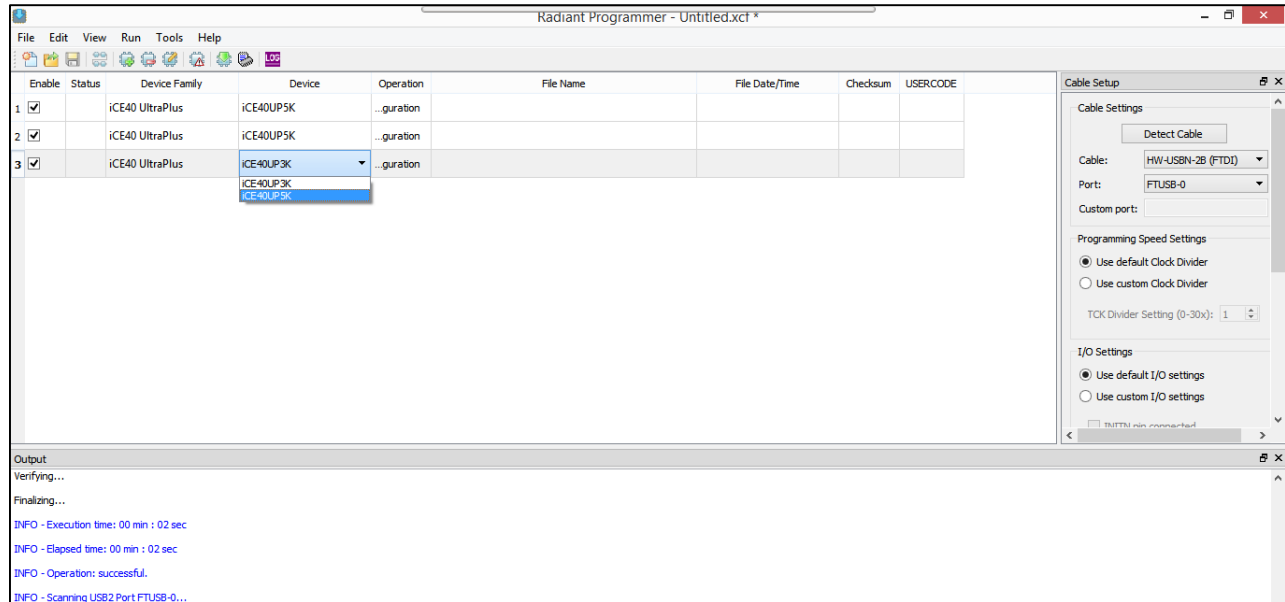 Radiant Programmer - Untitled.xcf *
File Edit View Run Tools Help
LOG
Enable Status Device Family Device Operation File Name File Date/Time Checksum USERCODE
1 iCE40 UltraPlus iCE40UP5K ...guration
2 iCE40 UltraPlus iCE40UP5K ...guration
3 iCE40 UltraPlus iCE40UP3K ...guration
iCE40UP3K
iCE40UP5K
Cable Setup
Cable Settings
Detect Cable
Cable: HW-USBN-2B (FTDI)
Port: FTUSB-0
Custom port:
Programming Speed Settings
Use default Clock Divider
Use custom Clock Divider
TCK Divider Setting (0-30x): 1
I/O Settings
Use default I/O settings
Use custom I/O settings
INITN pin connected
Output
Verifying...
Finalizing...
INFO - Execution time: 00 min : 02 sec
INFO - Elapsed time: 00 min : 02 sec
INFO - Operation: successful.
INFO - Scanning USB2 Port FTUSB-0...